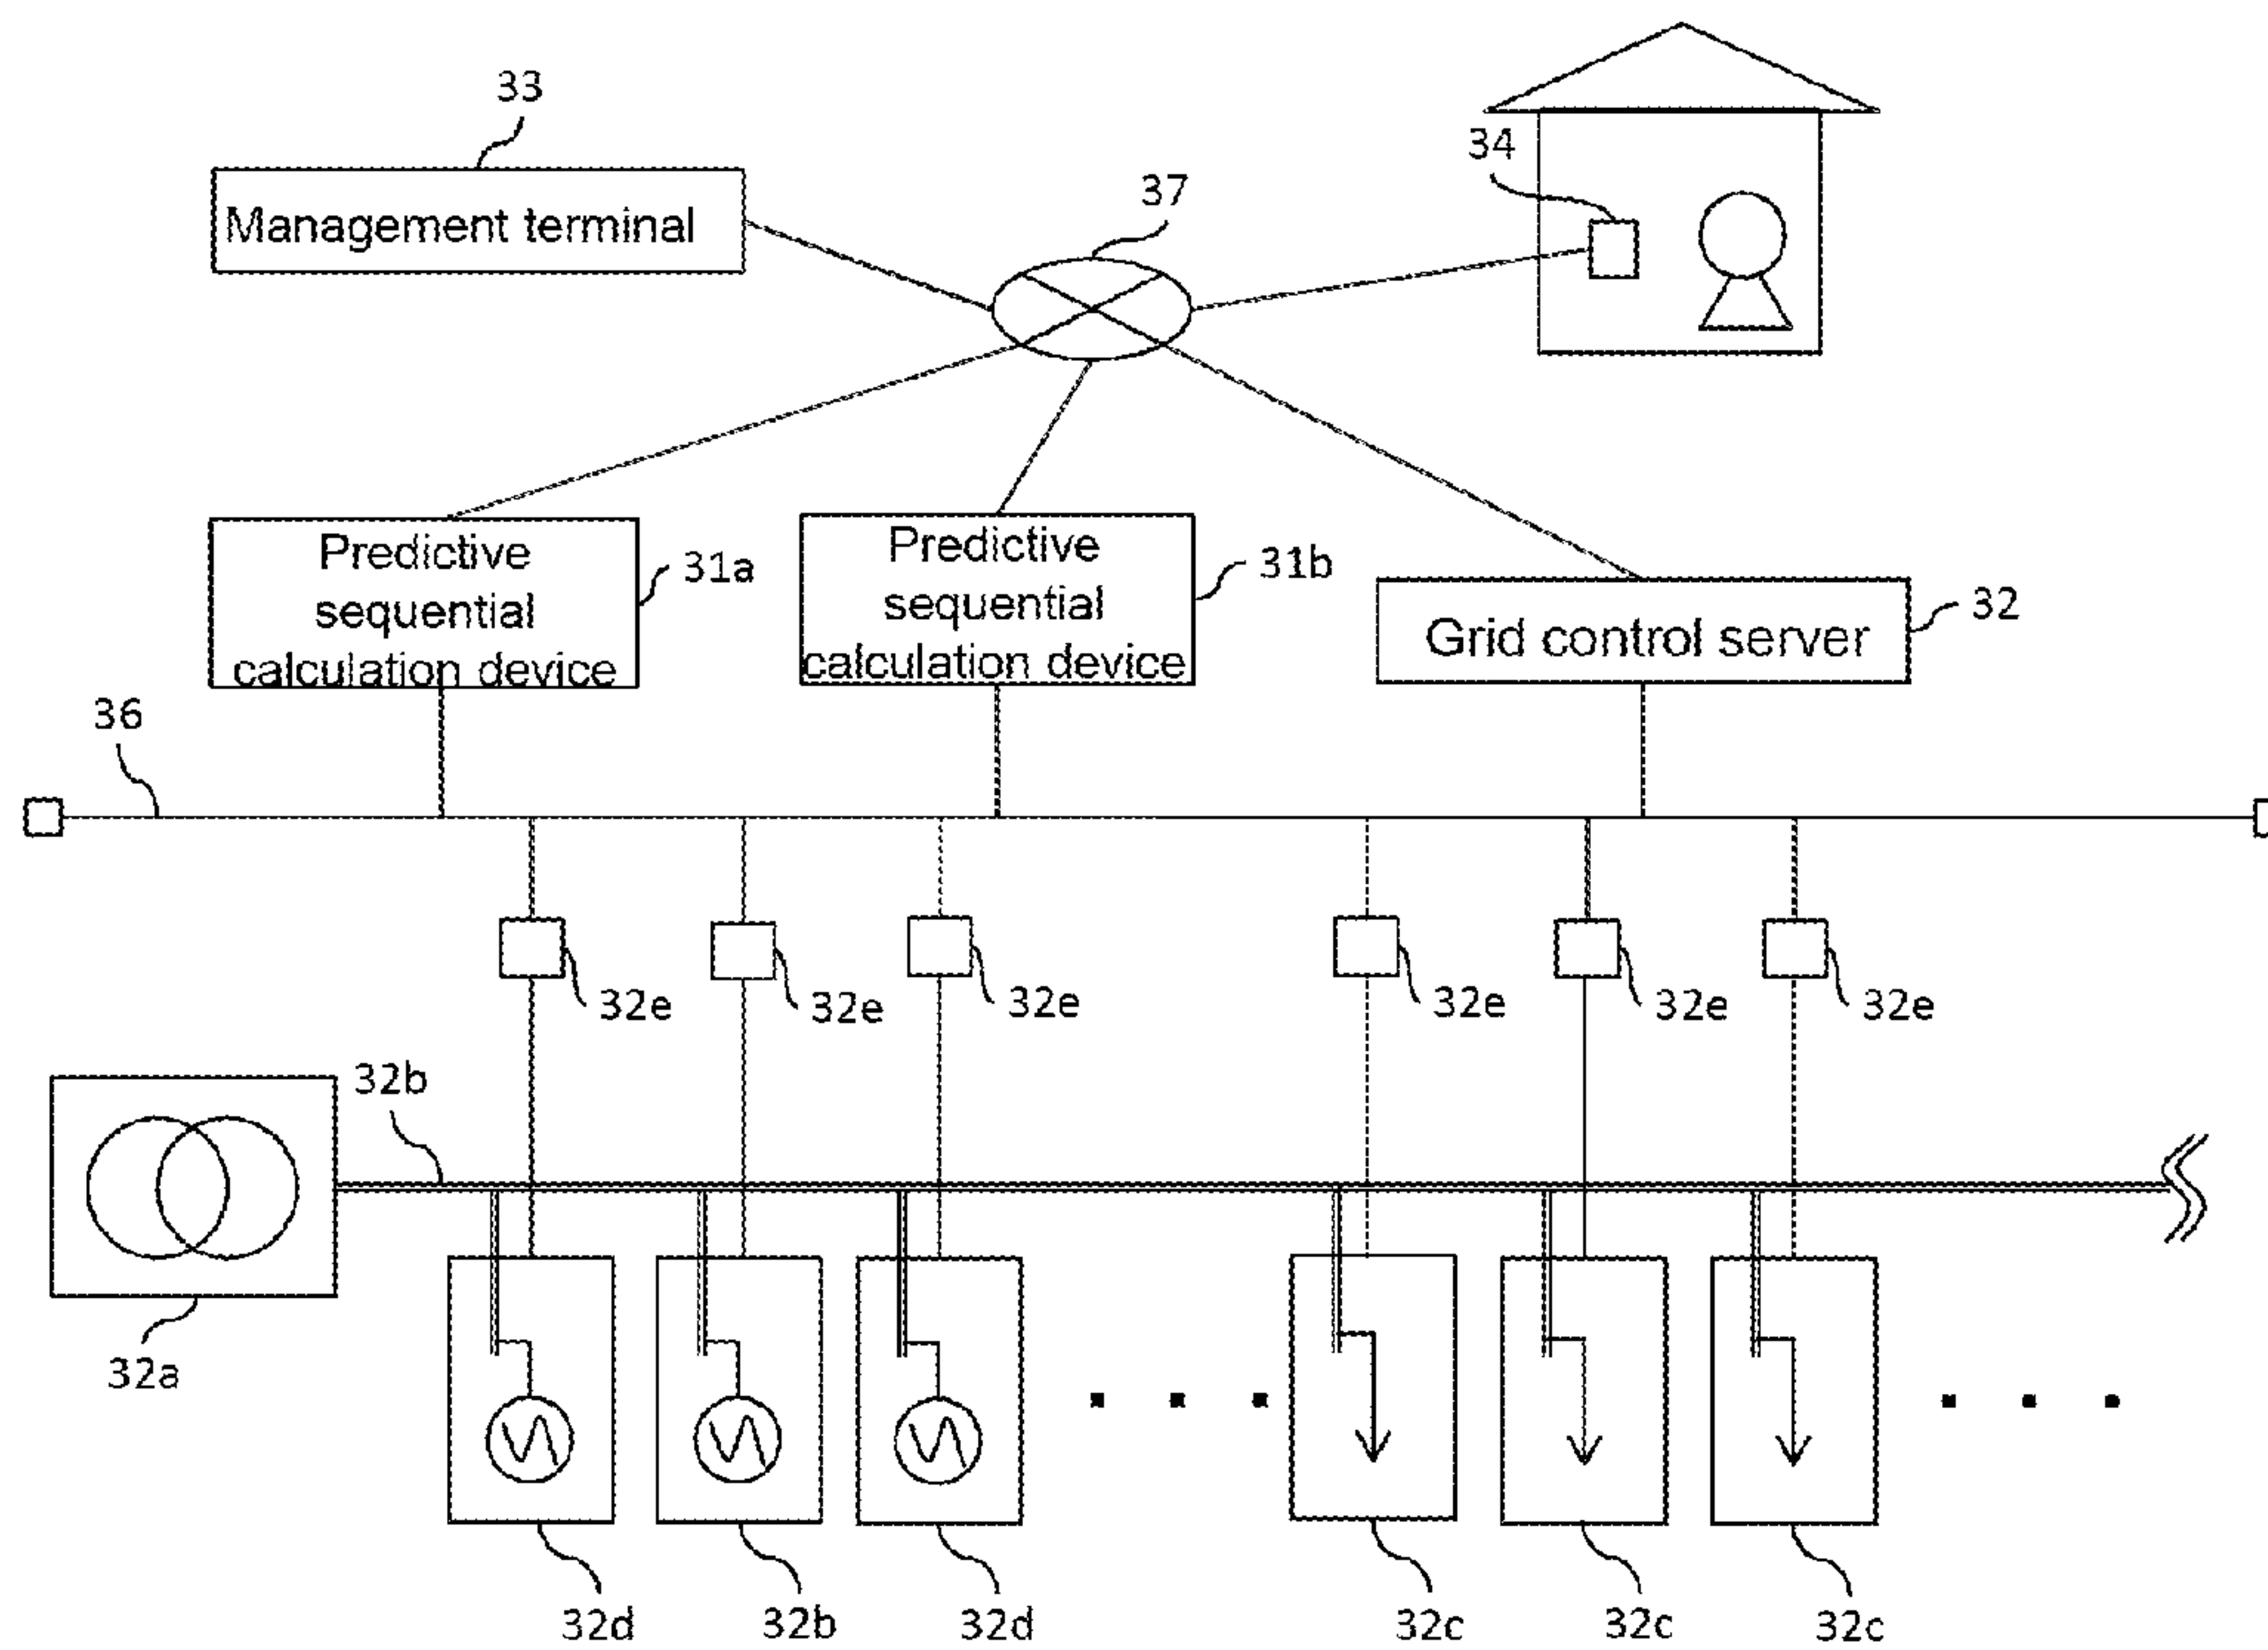 33
34
37
Management terminal
Predictive
sequential
calculation device
31a
Predictive
sequential
calculation device
31b
Grid control server
32
36
32e
32e
32e
32e
32e
32e
32b
32a
32d
32b
32d
32c
32c
32c